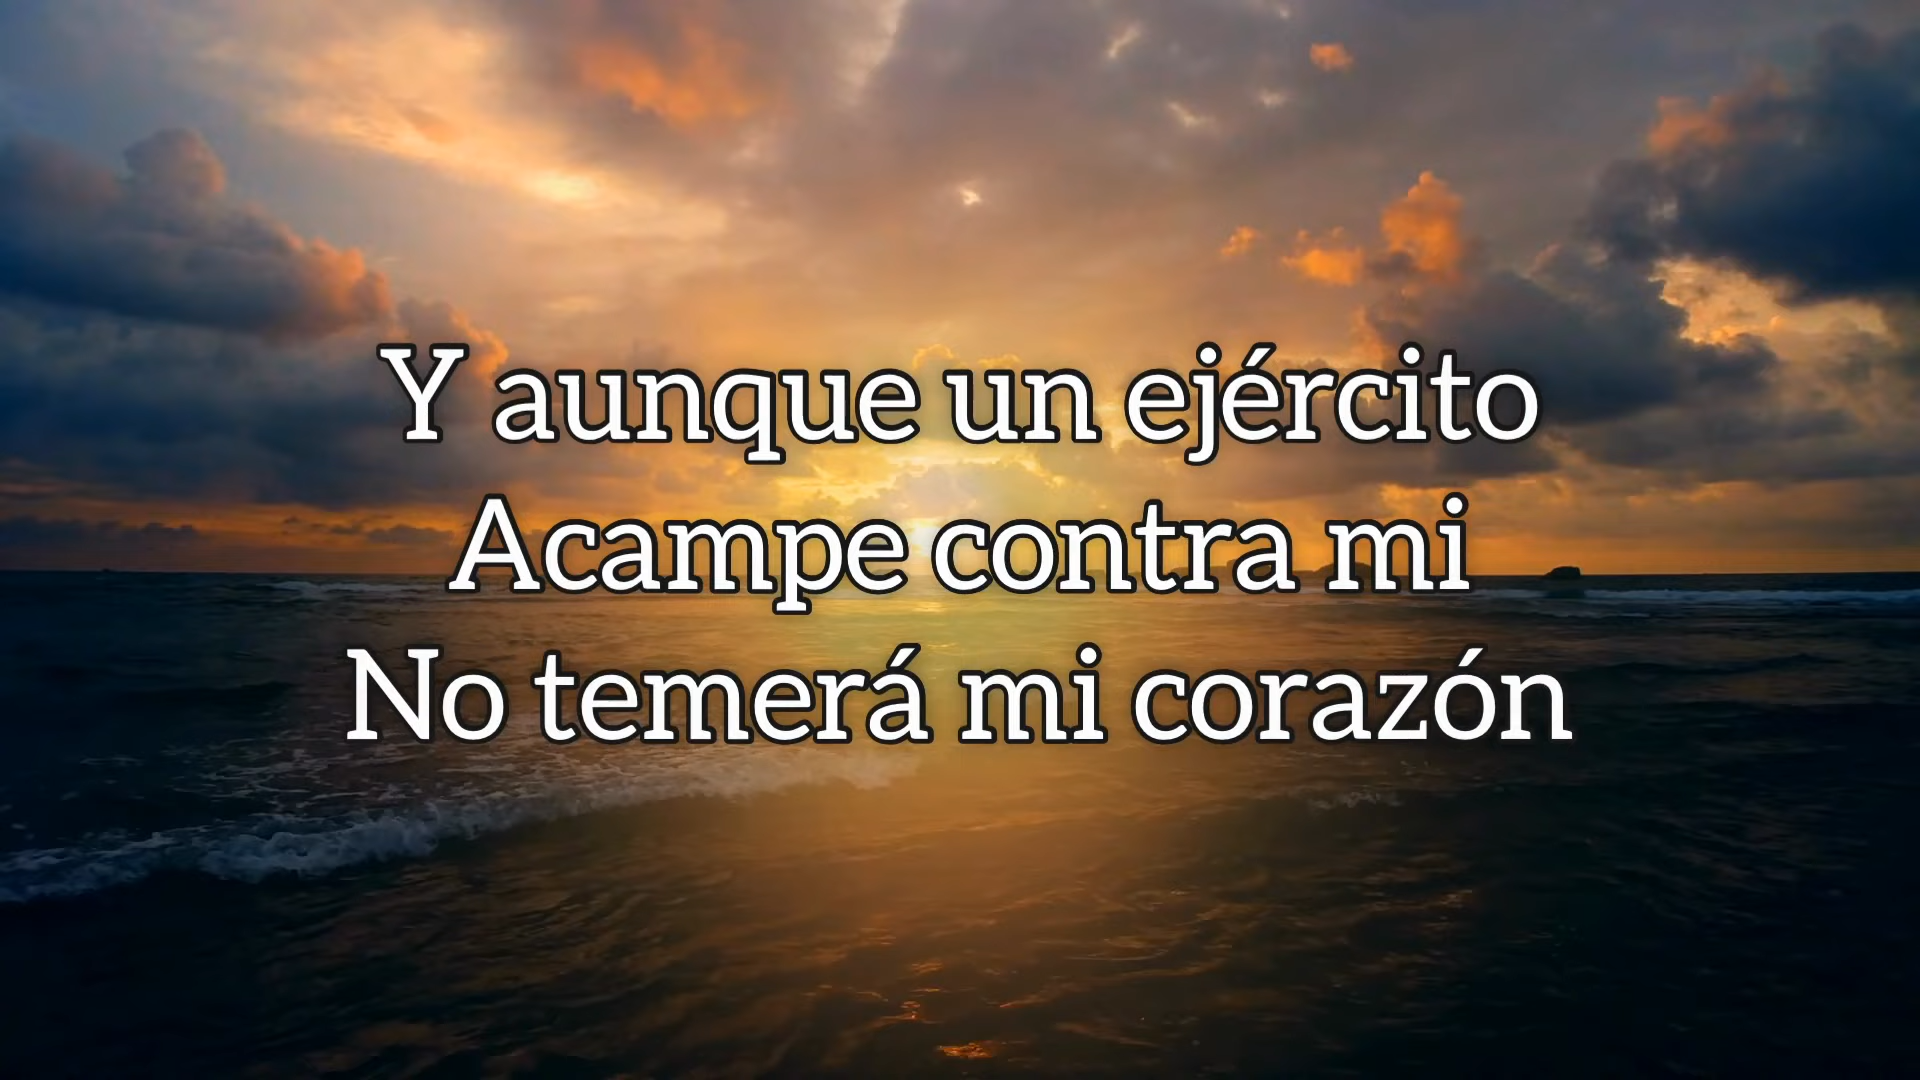 Y aunque un ejército
Acampe contra mi
No temerá mi corazón